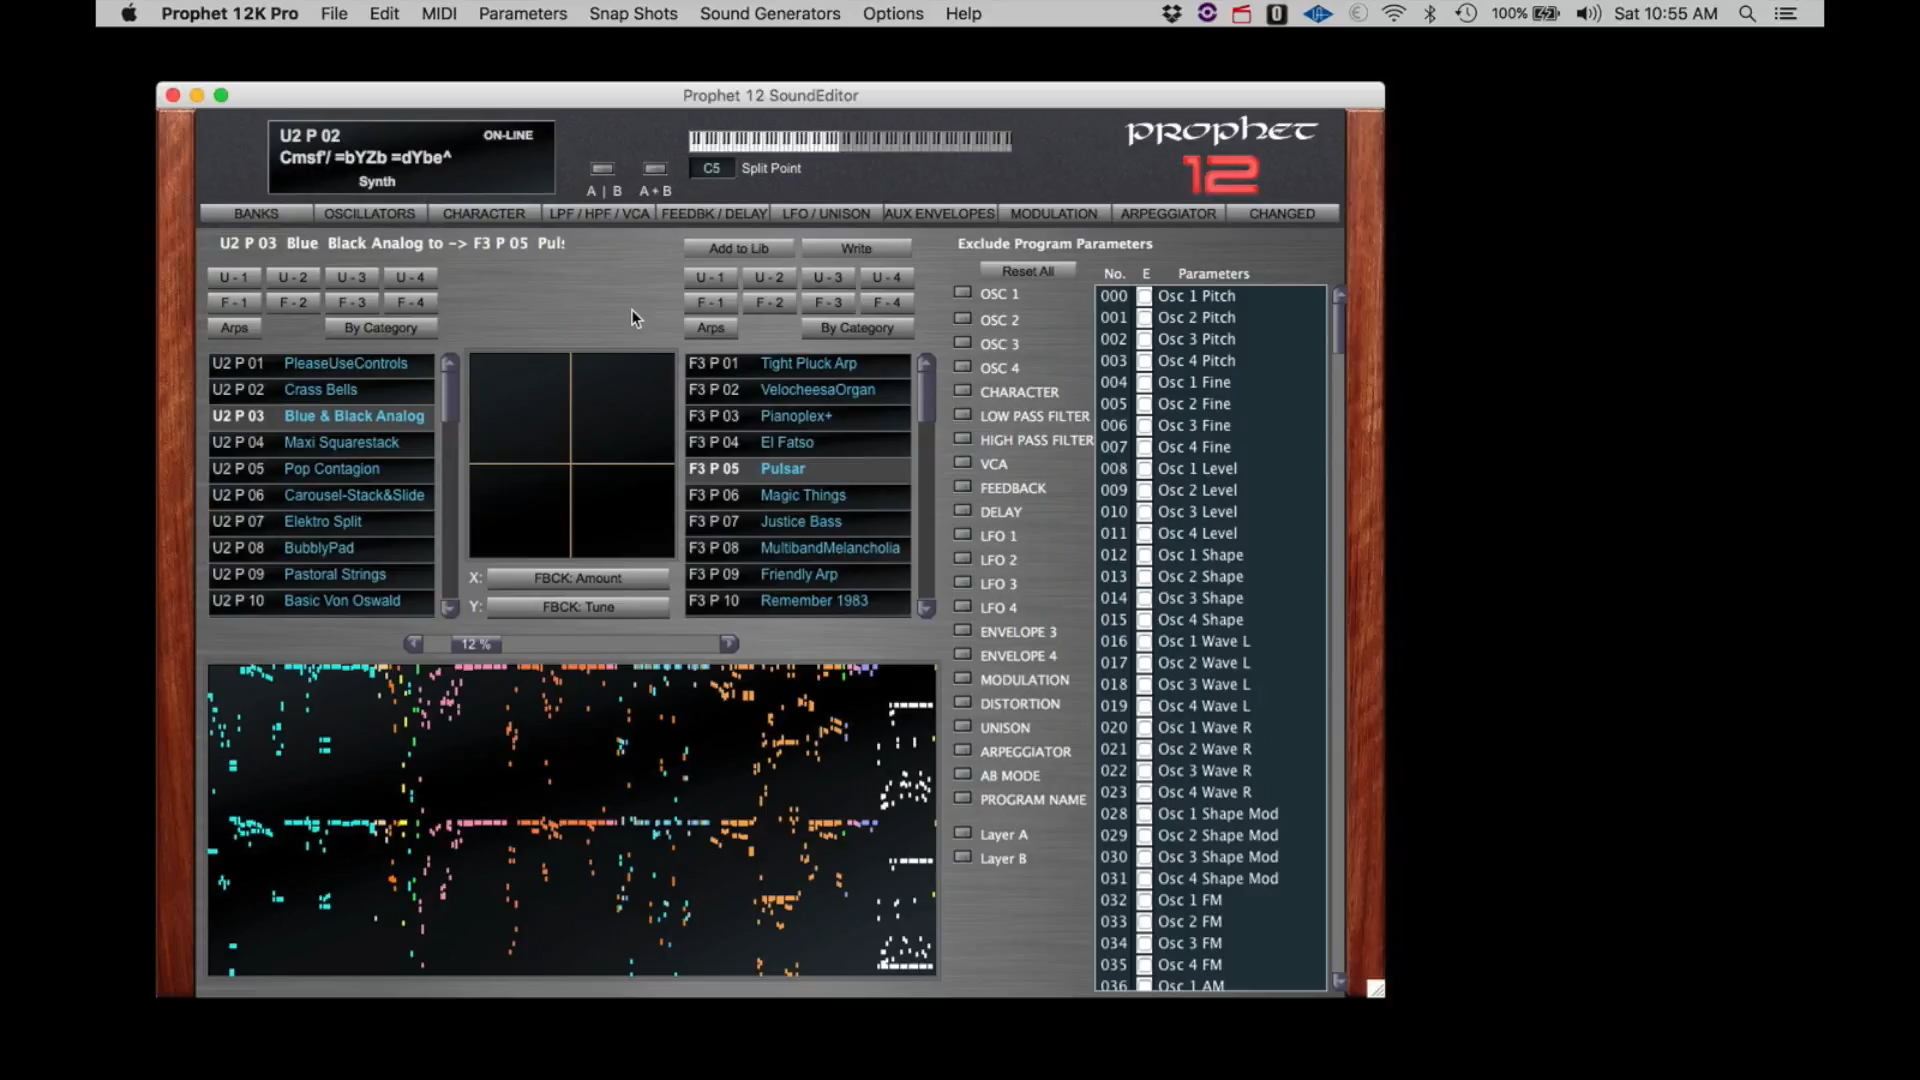 Prophet 12K Pro File Edit MIDI Parameters Snap Shots Sound Generators Options Help 100% Sat 10:55 AM
Prophet 12 SoundEditor
U2 P 02 ON-LINE
Cmsf'/ =bYZb =dYbe^
Synth
A | B A + B
C5 Split Point
prophet
12
BANKS OSCILLATORS CHARACTER LPF / HPF / VCA FEEDBK / DELAY LFO / UNISON AUX ENVELOPES MODULATION ARPEGGIATOR CHANGED
U2 P 03 Blue Black Analog to -> F3 P 05 Puls
U - 1 U - 2 U - 3 U - 4
F - 1 F - 2 F - 3 F - 4
Arps By Category
U2 P 01 PleaseUseControls
U2 P 02 Crass Bells
U2 P 03 Blue & Black Analog
U2 P 04 Maxi Squarestack
U2 P 05 Pop Contagion
U2 P 06 Carousel-Stack&Slide
U2 P 07 Elektro Split
U2 P 08 BubblyPad
U2 P 09 Pastoral Strings
U2 P 10 Basic Von Oswald
X: FBCK: Amount
Y: FBCK: Tune
12 %
Add to Lib Write
U - 1 U - 2 U - 3 U - 4
F - 1 F - 2 F - 3 F - 4
Arps By Category
F3 P 01 Tight Pluck Arp
F3 P 02 VelocheesaOrgan
F3 P 03 Pianoplex+
F3 P 04 El Fatso
F3 P 05 Pulsar
F3 P 06 Magic Things
F3 P 07 Justice Bass
F3 P 08 MultibandMelancholia
F3 P 09 Friendly Arp
F3 P 10 Remember 1983
Exclude Program Parameters
Reset All
OSC 1
OSC 2
OSC 3
OSC 4
CHARACTER
LOW PASS FILTER
HIGH PASS FILTER
VCA
FEEDBACK
DELAY
LFO 1
LFO 2
LFO 3
LFO 4
ENVELOPE 3
ENVELOPE 4
MODULATION
DISTORTION
UNISON
ARPEGGIATOR
AB MODE
PROGRAM NAME
Layer A
Layer B
No. E Parameters
000 Osc 1 Pitch
001 Osc 2 Pitch
002 Osc 3 Pitch
003 Osc 4 Pitch
004 Osc 1 Fine
005 Osc 2 Fine
006 Osc 3 Fine
007 Osc 4 Fine
008 Osc 1 Level
009 Osc 2 Level
010 Osc 3 Level
011 Osc 4 Level
012 Osc 1 Shape
013 Osc 2 Shape
014 Osc 3 Shape
015 Osc 4 Shape
016 Osc 1 Wave L
017 Osc 2 Wave L
018 Osc 3 Wave L
019 Osc 4 Wave L
020 Osc 1 Wave R
021 Osc 2 Wave R
022 Osc 3 Wave R
023 Osc 4 Wave R
028 Osc 1 Shape Mod
029 Osc 2 Shape Mod
030 Osc 3 Shape Mod
031 Osc 4 Shape Mod
032 Osc 1 FM
033 Osc 2 FM
034 Osc 3 FM
035 Osc 4 FM
036 Osc 1 AM